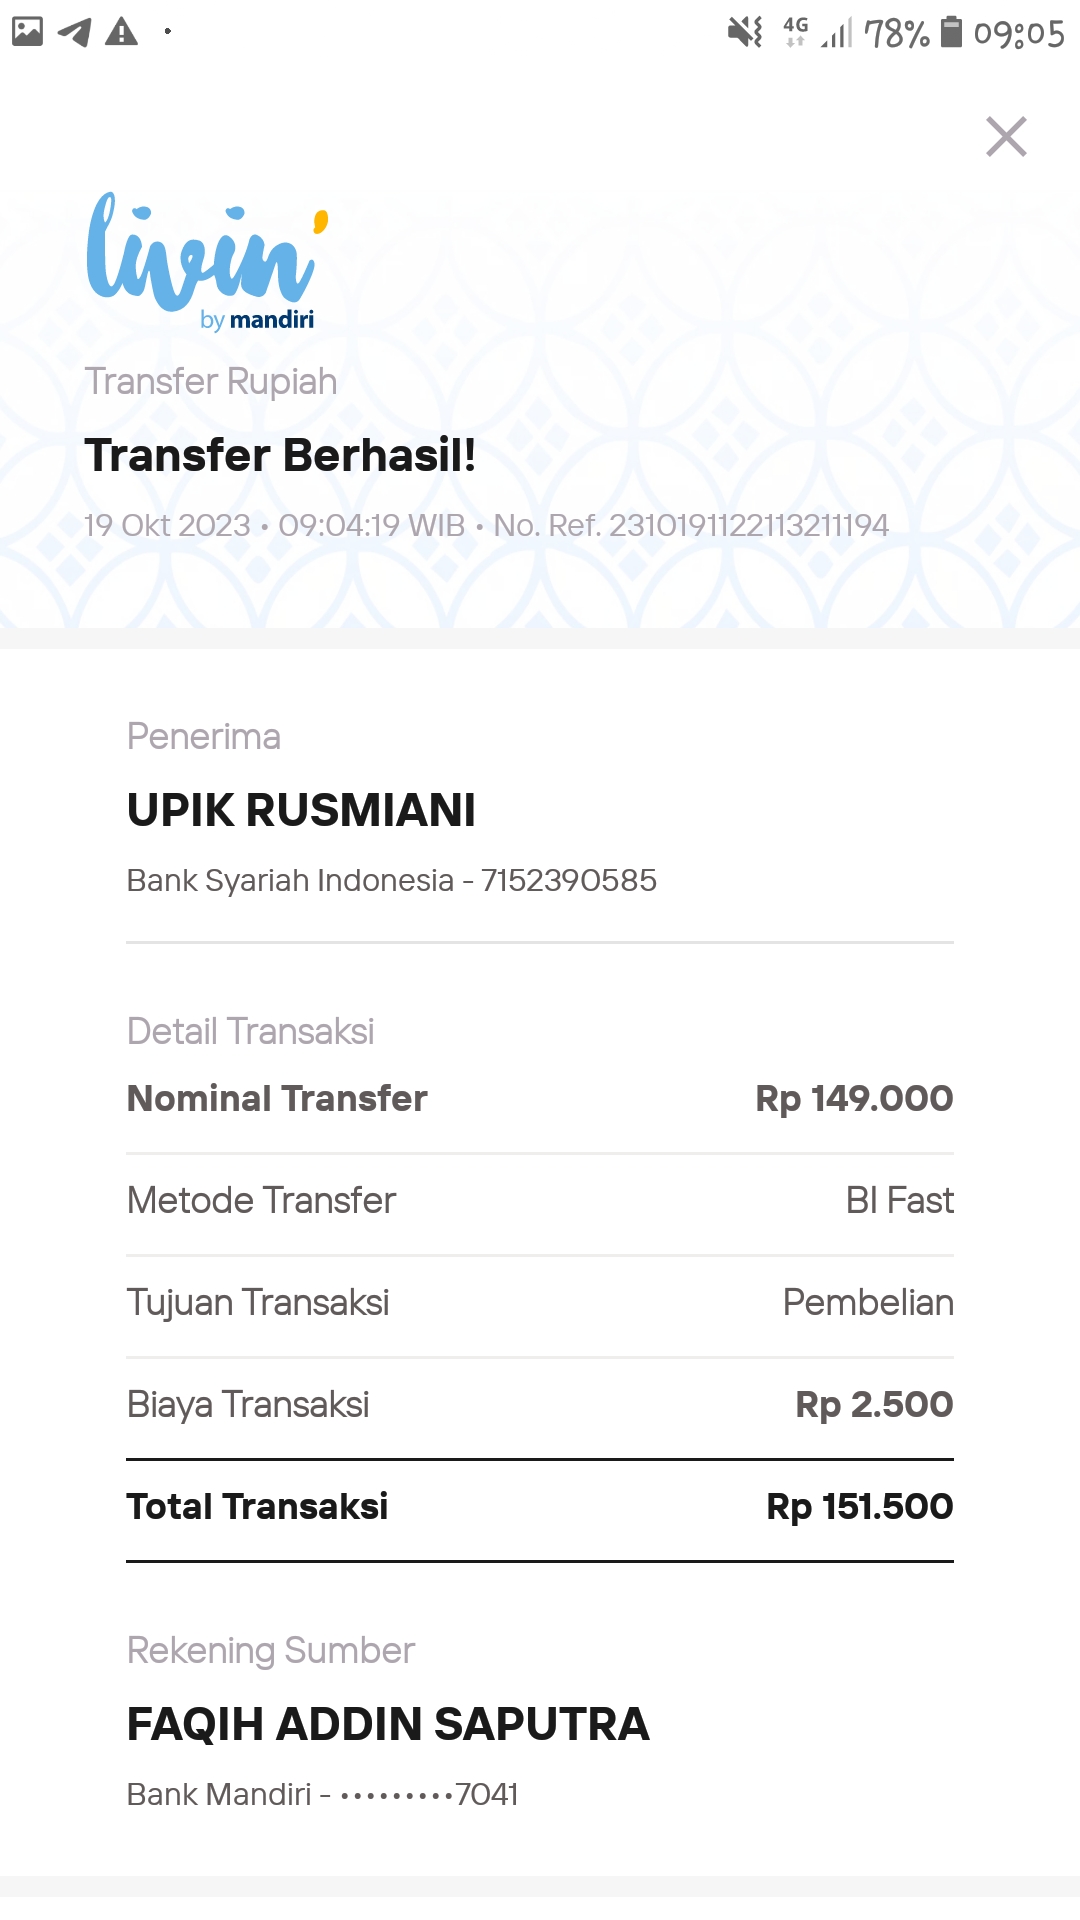 4G 78% 09:05
livin'
by mandiri
Transfer Rupiah
Transfer Berhasil!
19 Okt 2023 • 09:04:19 WIB • No. Ref. 2310191122113211194
Penerima
UPIK RUSMIANI
Bank Syariah Indonesia - 7152390585
Detail Transaksi
Nominal Transfer Rp 149.000
Metode Transfer BI Fast
Tujuan Transaksi Pembelian
Biaya Transaksi Rp 2.500
Total Transaksi Rp 151.500
Rekening Sumber
FAQIH ADDIN SAPUTRA
Bank Mandiri - •••••••••7041